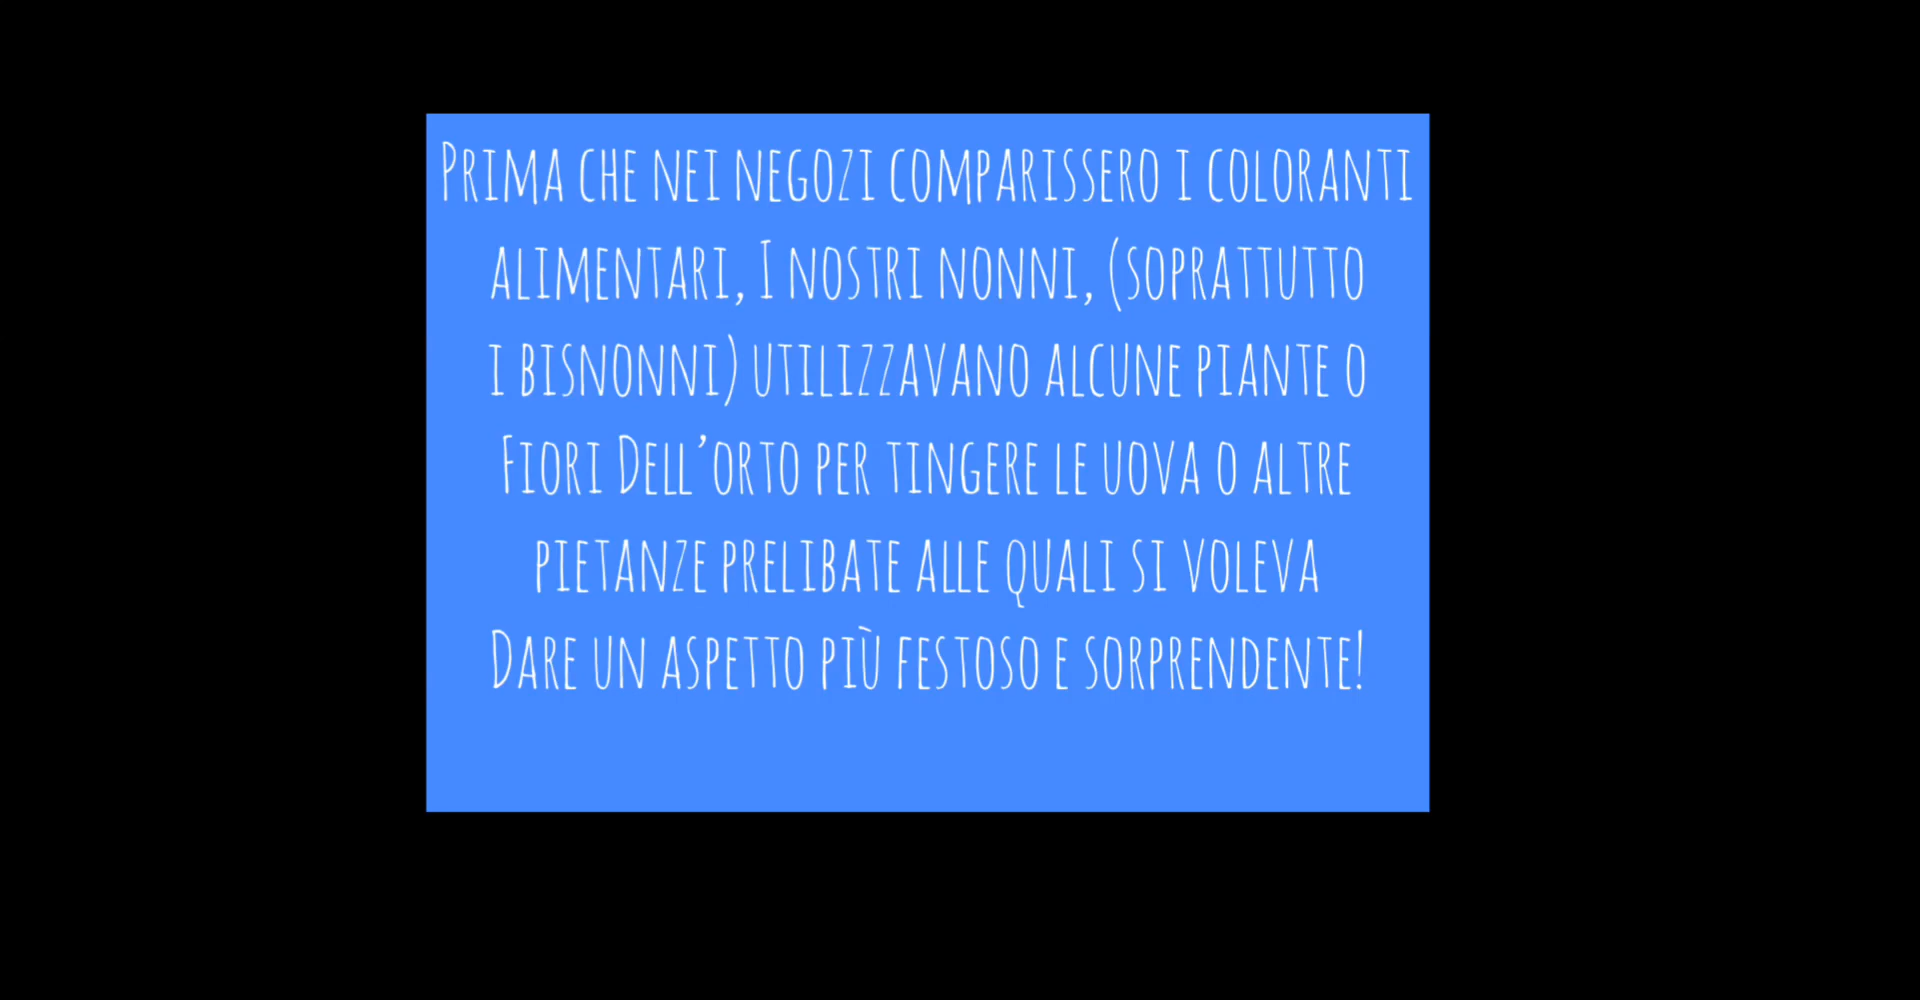 Prima che nei negozi comparissero i coloranti
alimentari, I nostri nonni, (soprattutto
i bisnonni) utilizzavano alcune piante o
Fiori Dell’orto per tingere le uova o altre
pietanze prelibate alle quali si voleva
Dare un aspetto più festoso e sorprendente!